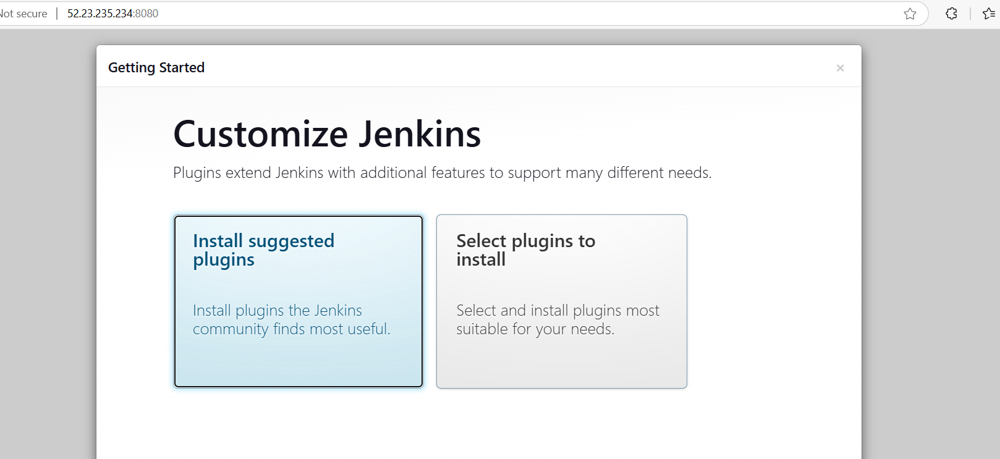 Not secure | 52.23.235.234:8080
Getting Started
×
Customize Jenkins
Plugins extend Jenkins with additional features to support many different needs.
Install suggested
plugins
Install plugins the Jenkins
community finds most useful.
Select plugins to
install
Select and install plugins most
suitable for your needs.